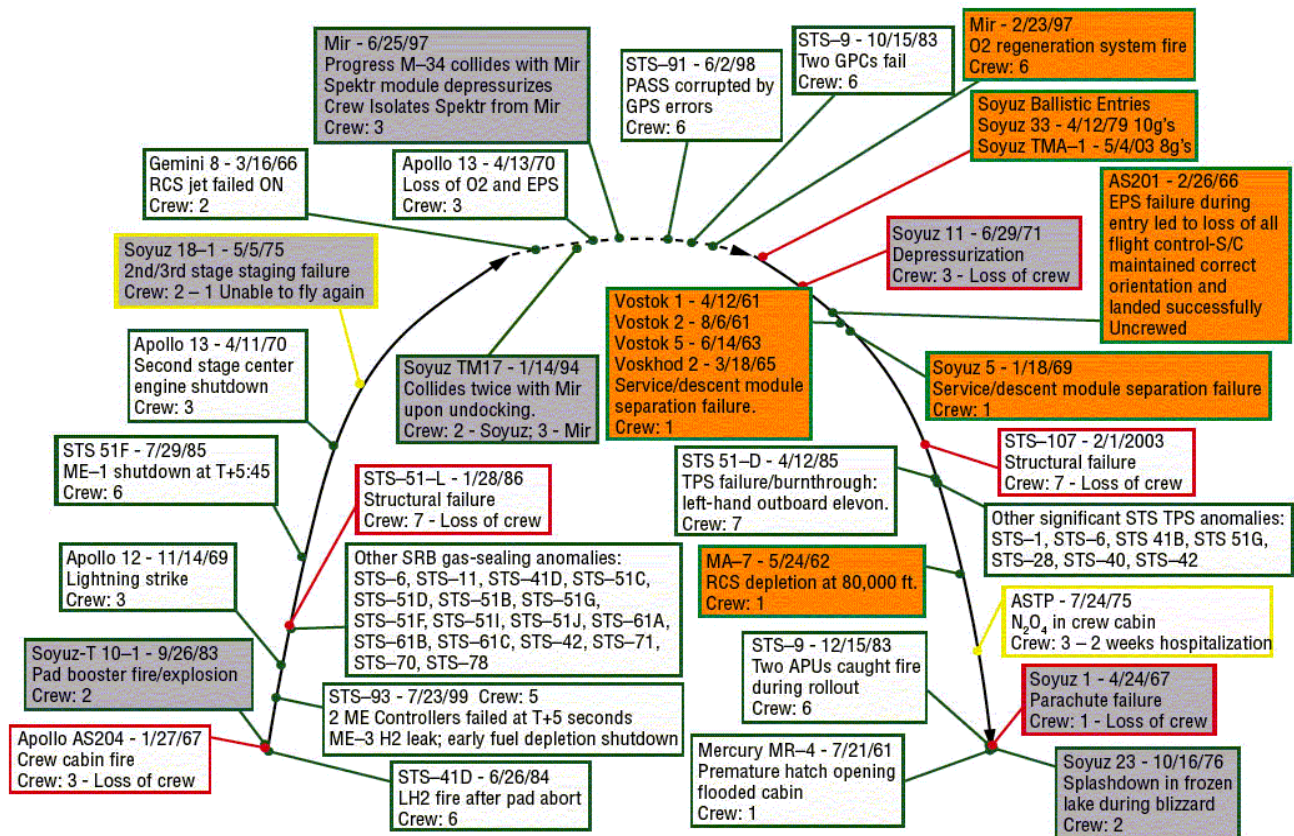 Mir - 6/25/97
Progress M–34 collides with Mir
Spektr module depressurizes
Crew Isolates Spektr from Mir
Crew: 3
STS–91 - 6/2/98
PASS corrupted by
GPS errors
Crew: 6
STS–9 - 10/15/83
Two GPCs fail
Crew: 6
Mir - 2/23/97
O2 regeneration system fire
Crew: 6
Soyuz Ballistic Entries
Soyuz 33 - 4/12/79 10g's
Soyuz TMA–1 - 5/4/03 8g's
Gemini 8 - 3/16/66
RCS jet failed ON
Crew: 2
Apollo 13 - 4/13/70
Loss of O2 and EPS
Crew: 3
AS201 - 2/26/66
EPS failure during
entry led to loss of all
flight control-S/C
maintained correct
orientation and
landed successfully
Uncrewed
Soyuz 18–1 - 5/5/75
2nd/3rd stage staging failure
Crew: 2 – 1 Unable to fly again
Soyuz 11 - 6/29/71
Depressurization
Crew: 3 - Loss of crew
Vostok 1 - 4/12/61
Vostok 2 - 8/6/61
Vostok 5 - 6/14/63
Voskhod 2 - 3/18/65
Service/descent module
separation failure.
Crew: 1
Apollo 13 - 4/11/70
Second stage center
engine shutdown
Crew: 3
Soyuz TM17 - 1/14/94
Collides twice with Mir
upon undocking.
Crew: 2 - Soyuz; 3 - Mir
Soyuz 5 - 1/18/69
Service/descent module separation failure
Crew: 1
STS 51F - 7/29/85
ME–1 shutdown at T+5:45
Crew: 6
STS–51–L - 1/28/86
Structural failure
Crew: 7 - Loss of crew
STS 51–D - 4/12/85
TPS failure/burnthrough:
left-hand outboard elevon.
Crew: 7
STS–107 - 2/1/2003
Structural failure
Crew: 7 - Loss of crew
Other significant STS TPS anomalies:
STS–1, STS–6, STS 41B, STS 51G,
STS–28, STS–40, STS–42
Apollo 12 - 11/14/69
Lightning strike
Crew: 3
Other SRB gas-sealing anomalies:
STS–6, STS–11, STS–41D, STS–51C,
STS–51D, STS–51B, STS–51G,
STS–51F, STS–51I, STS–51J, STS–61A,
STS–61B, STS–61C, STS–42, STS–71,
STS–70, STS–78
MA–7 - 5/24/62
RCS depletion at 80,000 ft.
Crew: 1
ASTP - 7/24/75
N₂O₄ in crew cabin
Crew: 3 – 2 weeks hospitalization
Soyuz-T 10–1 - 9/26/83
Pad booster fire/explosion
Crew: 2
STS–9 - 12/15/83
Two APUs caught fire
during rollout
Crew: 6
Soyuz 1 - 4/24/67
Parachute failure
Crew: 1 - Loss of crew
STS–93 - 7/23/99 Crew: 5
2 ME Controllers failed at T+5 seconds
ME–3 H2 leak; early fuel depletion shutdown
Apollo AS204 - 1/27/67
Crew cabin fire
Crew: 3 - Loss of crew
Mercury MR–4 - 7/21/61
Premature hatch opening
flooded cabin
Crew: 1
Soyuz 23 - 10/16/76
Splashdown in frozen
lake during blizzard
Crew: 2
STS–41D - 6/26/84
LH2 fire after pad abort
Crew: 6